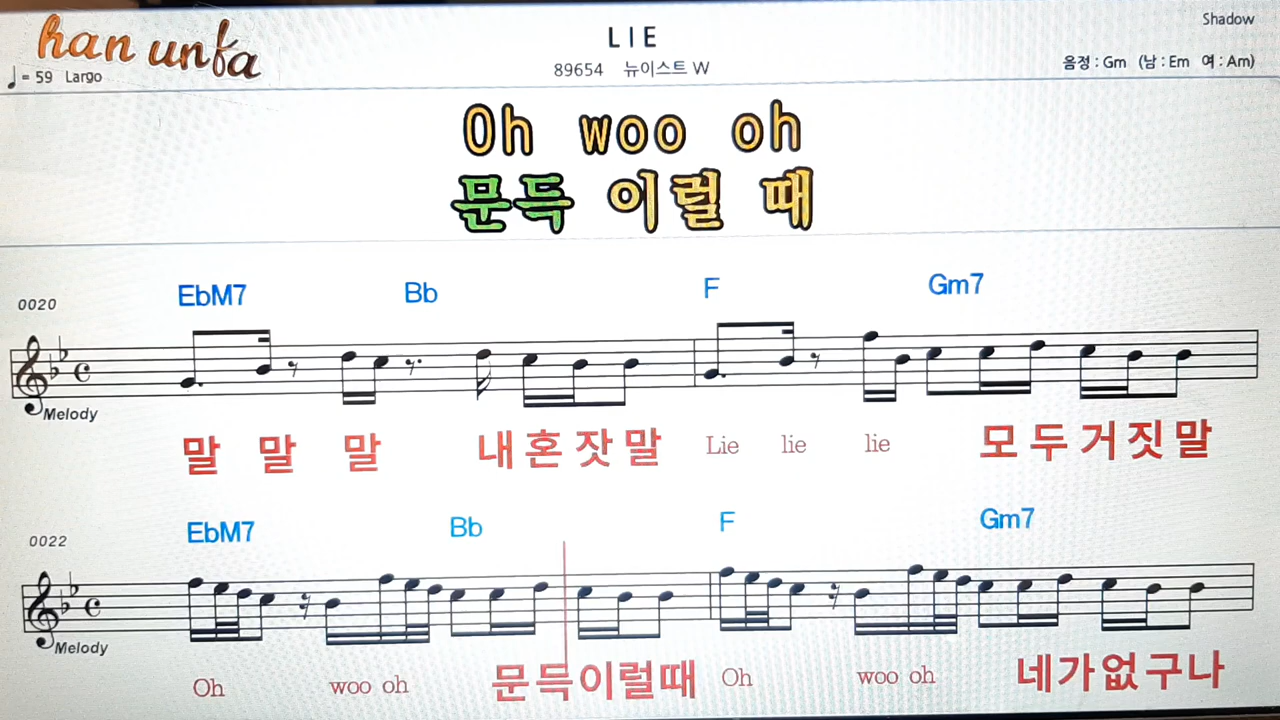 han unfa
LIE
Shadow
♩ = 59 Largo
89654 뉴이스트 W
음정 : Gm (남 : Em 여 : Am)
Oh woo oh
문득 이럴 때
0020
EbM7 Bb F Gm7
Melody
말 말 말 내 혼 잣 말 Lie lie lie 모 두 거 짓 말
0022
EbM7 Bb F Gm7
Melody
Oh woo oh 문득이럴때 Oh woo oh 네가없구나